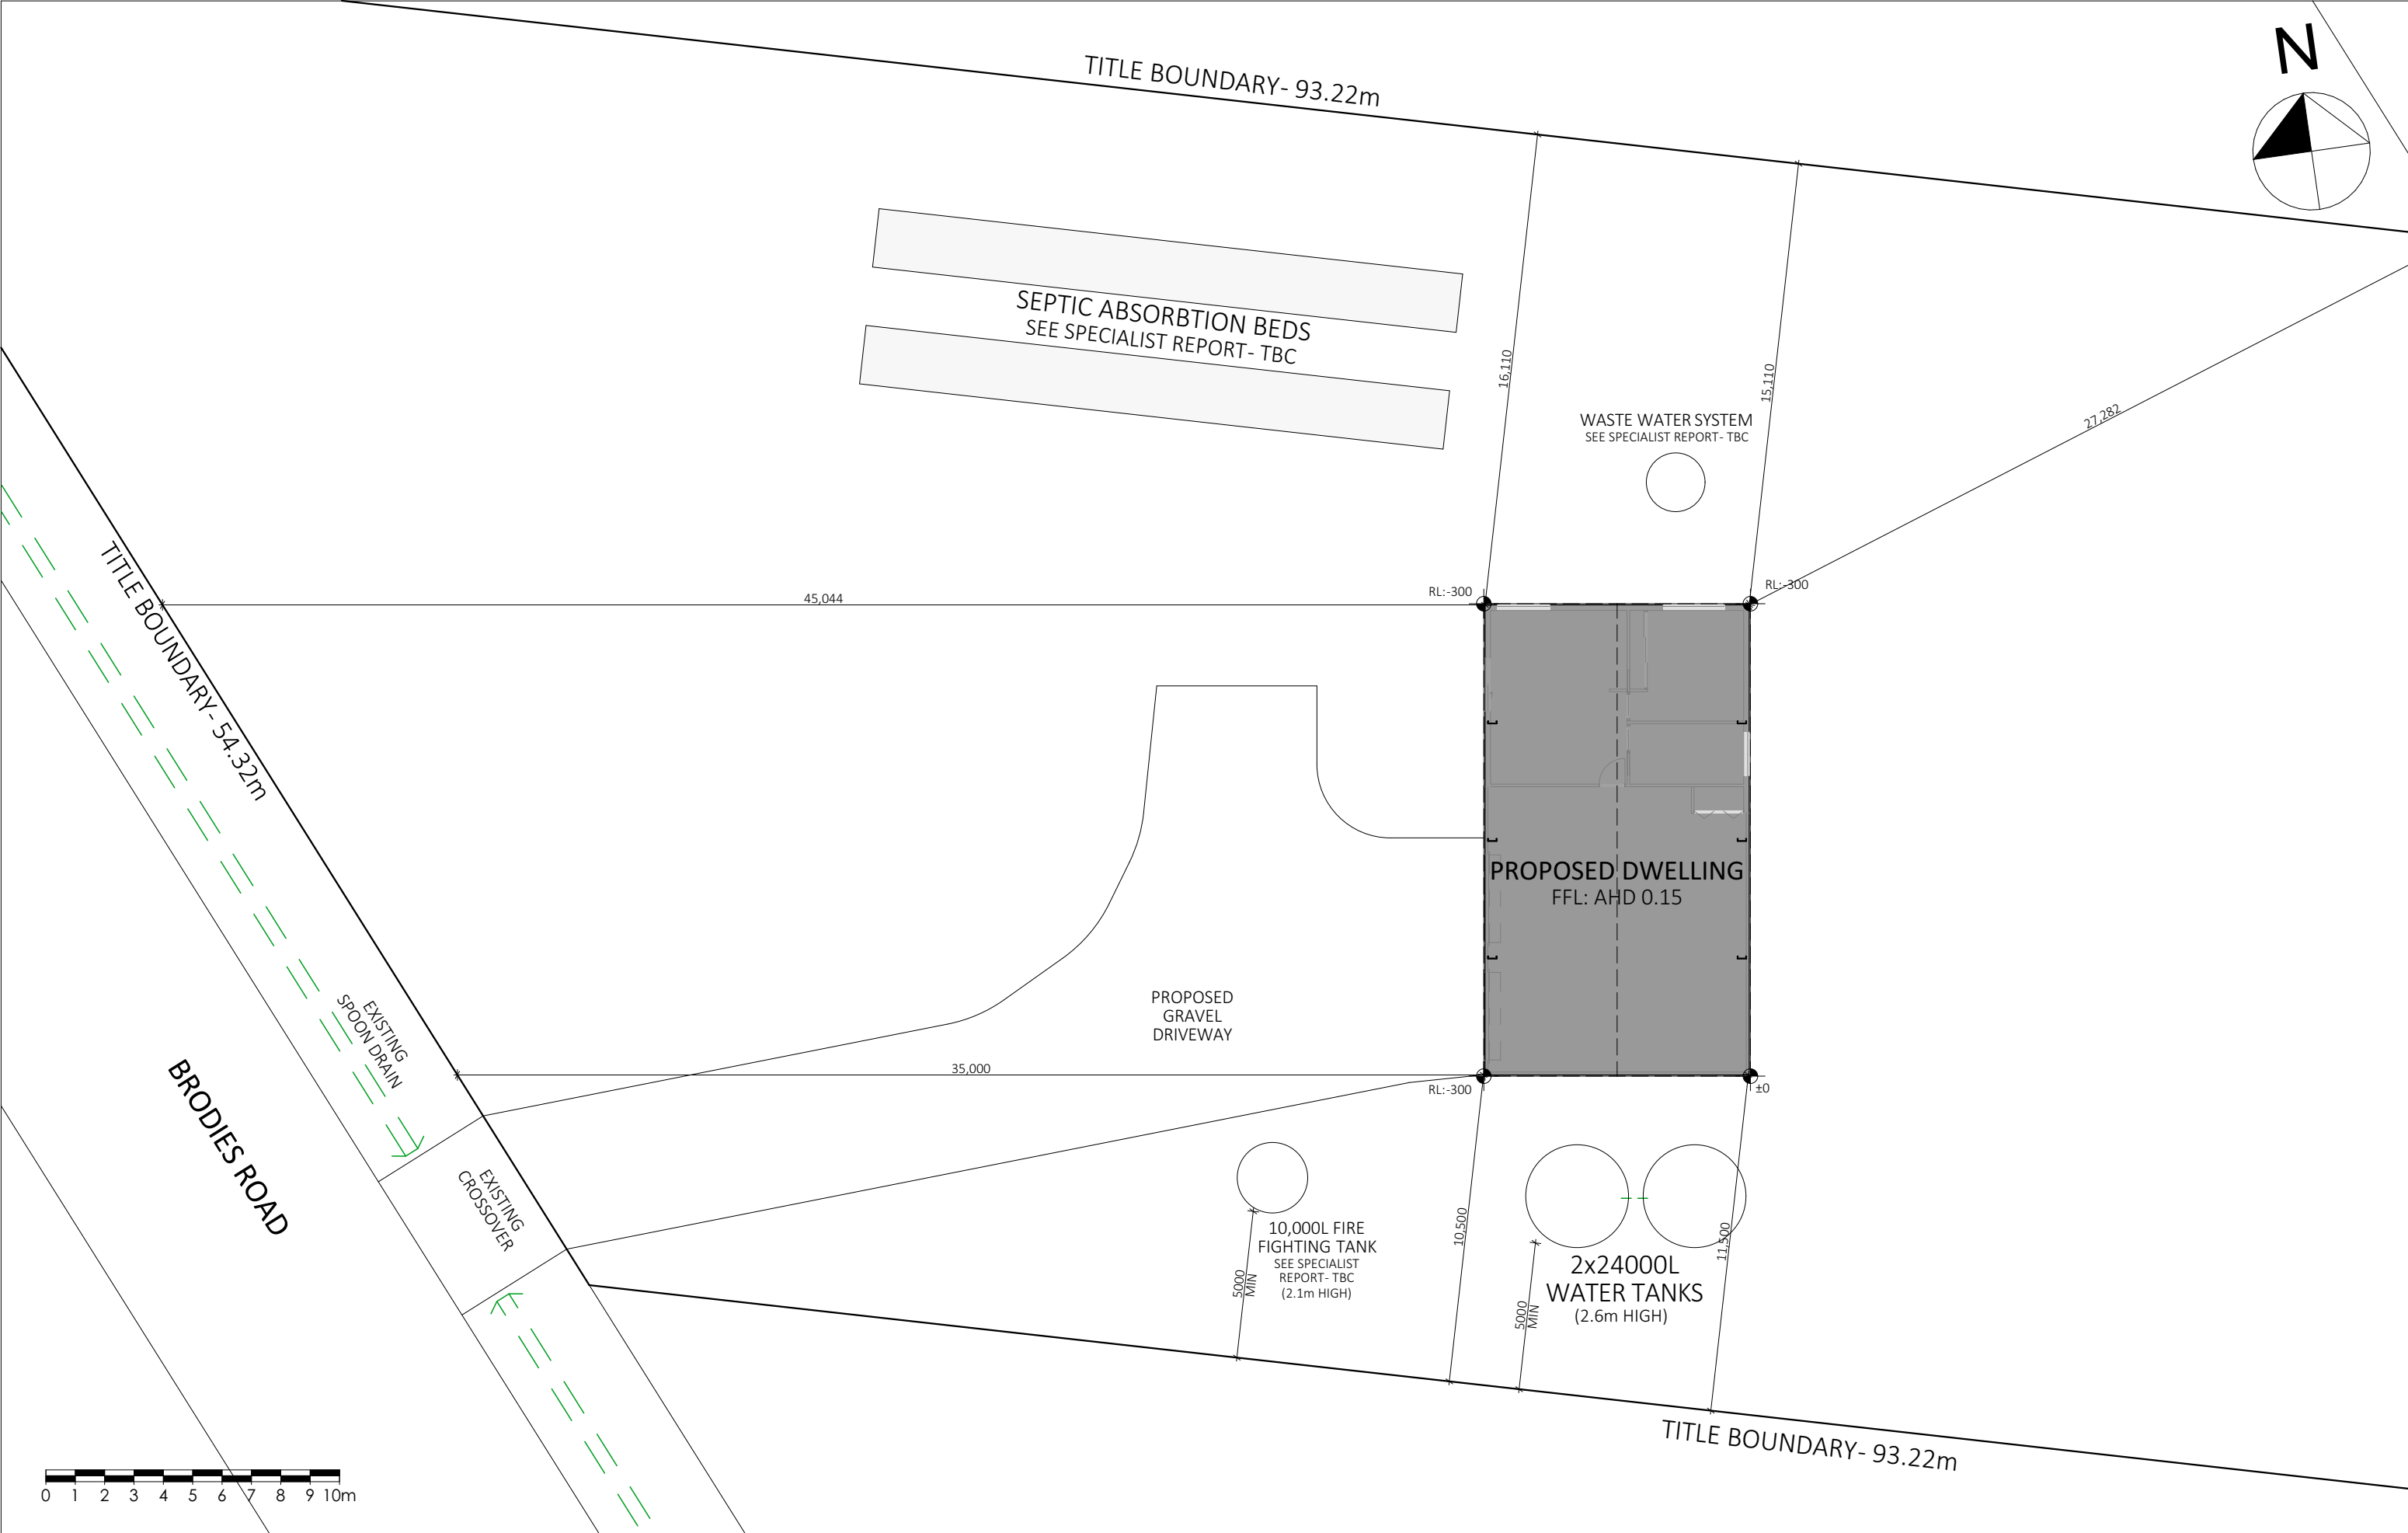 TITLE BOUNDARY- 93.22m
N
SEPTIC ABSORBTION BEDS
SEE SPECIALIST REPORT- TBC
16,110
15,110
27,282
WASTE WATER SYSTEM
SEE SPECIALIST REPORT- TBC
TITLE BOUNDARY- 54.32m
45,044
RL:-300
RL:-300
PROPOSED DWELLING
FFL: AHD 0.15
EXISTING
SPOON DRAIN
PROPOSED
GRAVEL
DRIVEWAY
35,000
RL:-300
±0
BRODIES ROAD
EXISTING
CROSSOVER
10,000L FIRE
FIGHTING TANK
SEE SPECIALIST
REPORT- TBC
(2.1m HIGH)
5000
MIN
10,500
2x24000L
WATER TANKS
(2.6m HIGH)
5000
MIN
11,500
TITLE BOUNDARY- 93.22m
0 1 2 3 4 5 6 7 8 9 10m